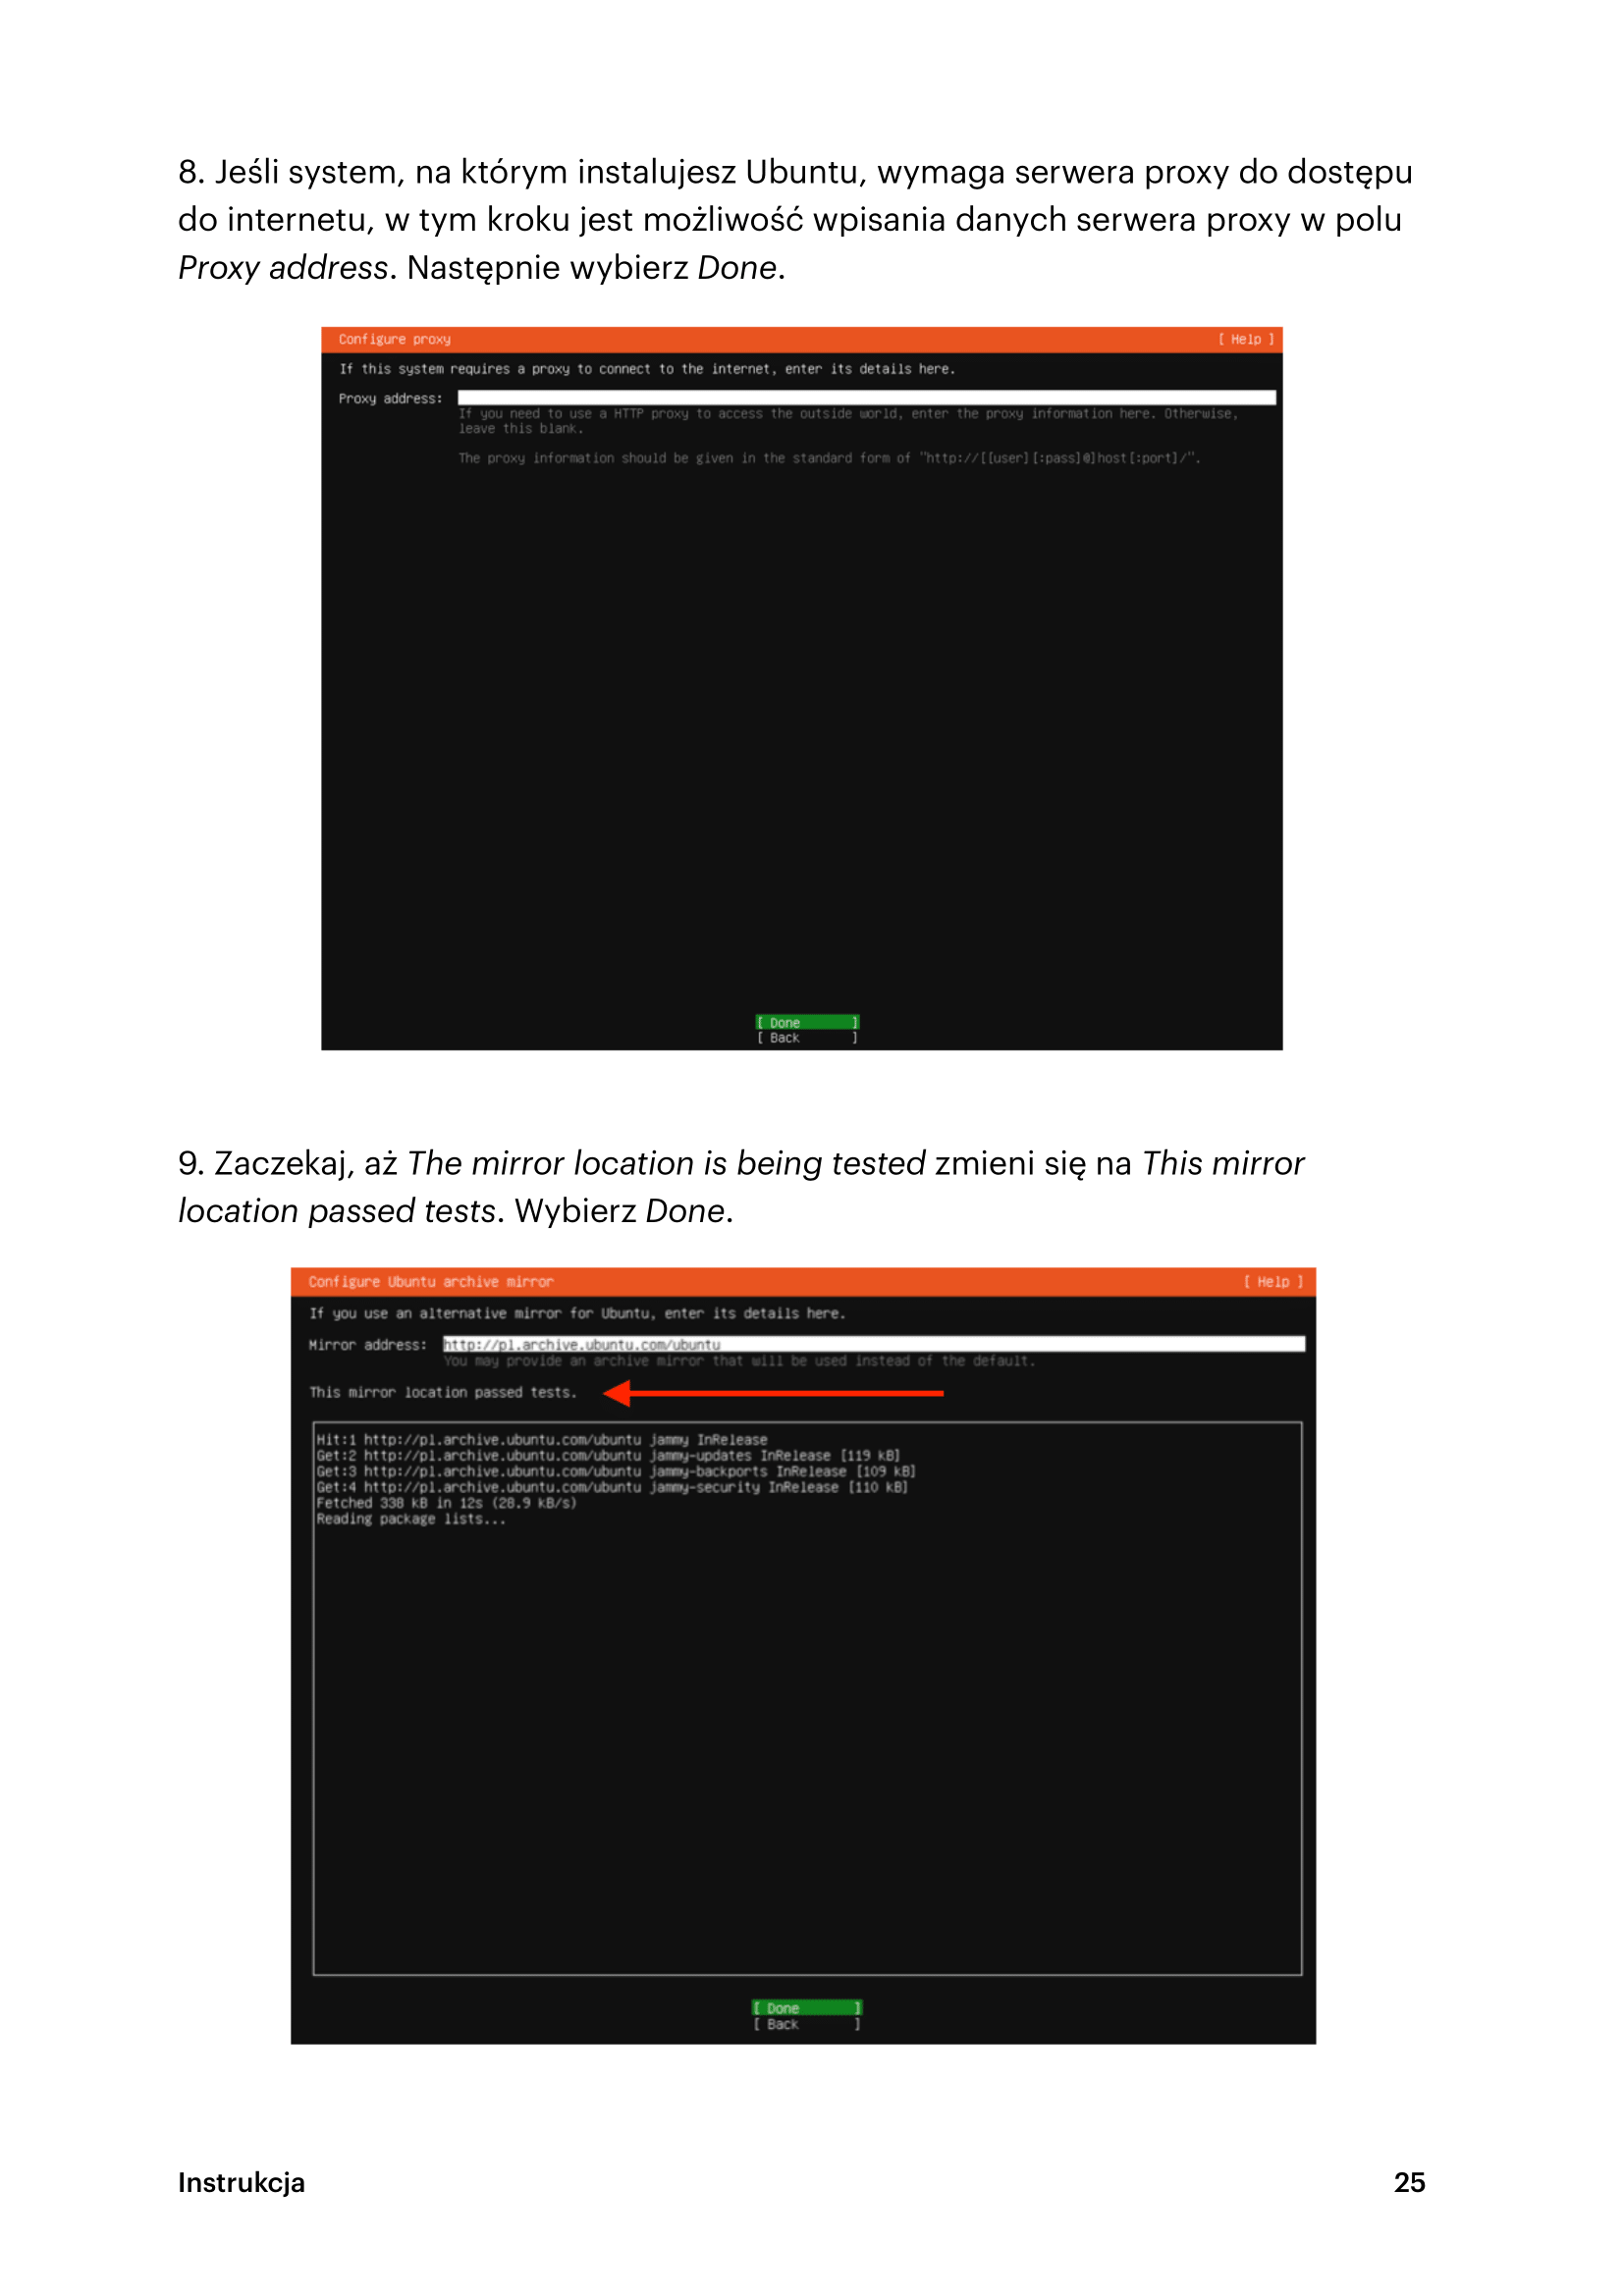 8. Jeśli system, na którym instalujesz Ubuntu, wymaga serwera proxy do dostępu
do internetu, w tym kroku jest możliwość wpisania danych serwera proxy w polu
Proxy address. Następnie wybierz Done.
Configure proxy [ Help ]
If this system requires a proxy to connect to the internet, enter its details here.
Proxy address:
If you need to use a HTTP proxy to access the outside world, enter the proxy information here. Otherwise,
leave this blank.
The proxy information should be given in the standard form of "http://[[user][:pass]@]host[:port]/".
[ Done ]
[ Back ]
9. Zaczekaj, aż The mirror location is being tested zmieni się na This mirror
location passed tests. Wybierz Done.
Configure Ubuntu archive mirror [ Help ]
If you use an alternative mirror for Ubuntu, enter its details here.
Mirror address: http://pl.archive.ubuntu.com/ubuntu
You may provide an archive mirror that will be used instead of the default.
This mirror location passed tests.
Hit:1 http://pl.archive.ubuntu.com/ubuntu jammy InRelease
Get:2 http://pl.archive.ubuntu.com/ubuntu jammy-updates InRelease [119 kB]
Get:3 http://pl.archive.ubuntu.com/ubuntu jammy-backports InRelease [109 kB]
Get:4 http://pl.archive.ubuntu.com/ubuntu jammy-security InRelease [110 kB]
Fetched 338 kB in 12s (28.9 kB/s)
Reading package lists...
[ Done ]
[ Back ]
Instrukcja 25